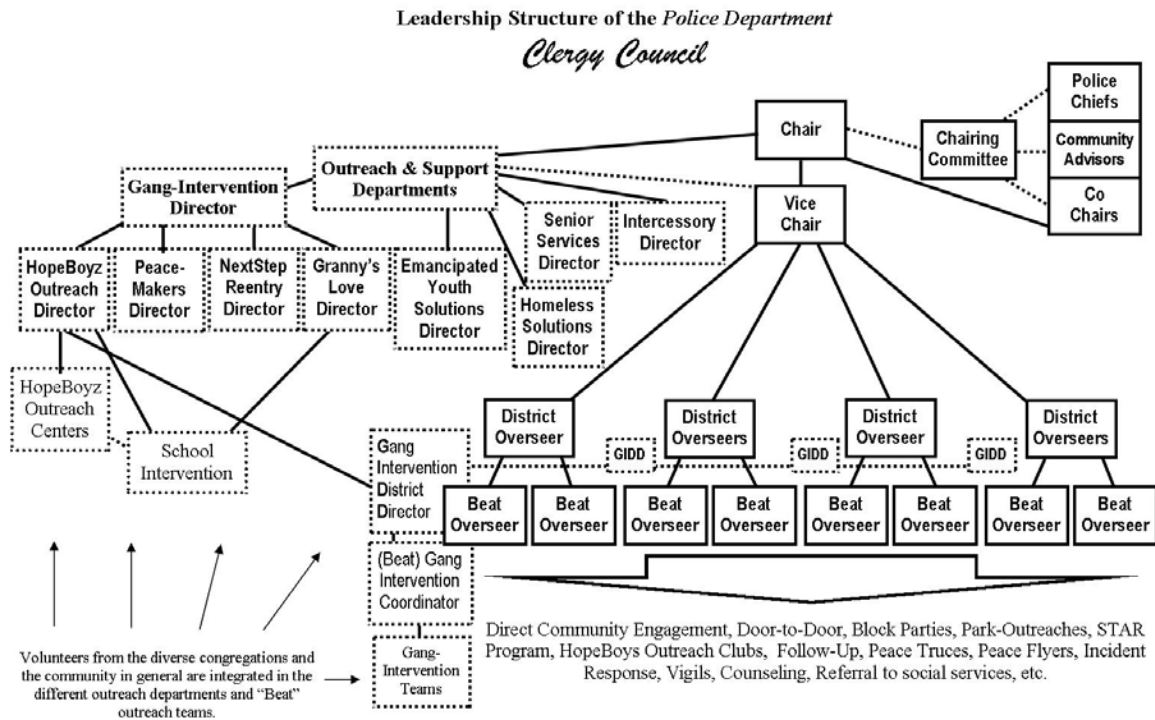 Leadership Structure of the Police Department
Clergy Council
Chair
Chairing
Committee
Police
Chiefs
Community
Advisors
Co
Chairs
Outreach & Support
Departments
Vice
Chair
Gang-Intervention
Director
Senior
Services
Director
Intercessory
Director
HopeBoyz
Outreach
Director
Peace-
Makers
Director
NextStep
Reentry
Director
Granny's
Love
Director
Emancipated
Youth
Solutions
Director
Homeless
Solutions
Director
HopeBoyz
Outreach
Centers
School
Intervention
Gang
Intervention
District
Director
District
Overseer
GIDD
District
Overseers
GIDD
District
Overseer
GIDD
District
Overseers
Beat
Overseer
Beat
Overseer
Beat
Overseer
Beat
Overseer
Beat
Overseer
Beat
Overseer
Beat
Overseer
Beat
Overseer
(Beat) Gang
Intervention
Coordinator
Gang-
Intervention
Teams
Volunteers from the diverse congregations and
the community in general are integrated in the
different outreach departments and “Beat”
outreach teams.
Direct Community Engagement, Door-to-Door, Block Parties, Park-Outreaches, STAR
Program, HopeBoys Outreach Clubs, Follow-Up, Peace Truces, Peace Flyers, Incident
Response, Vigils, Counseling, Referral to social services, etc.